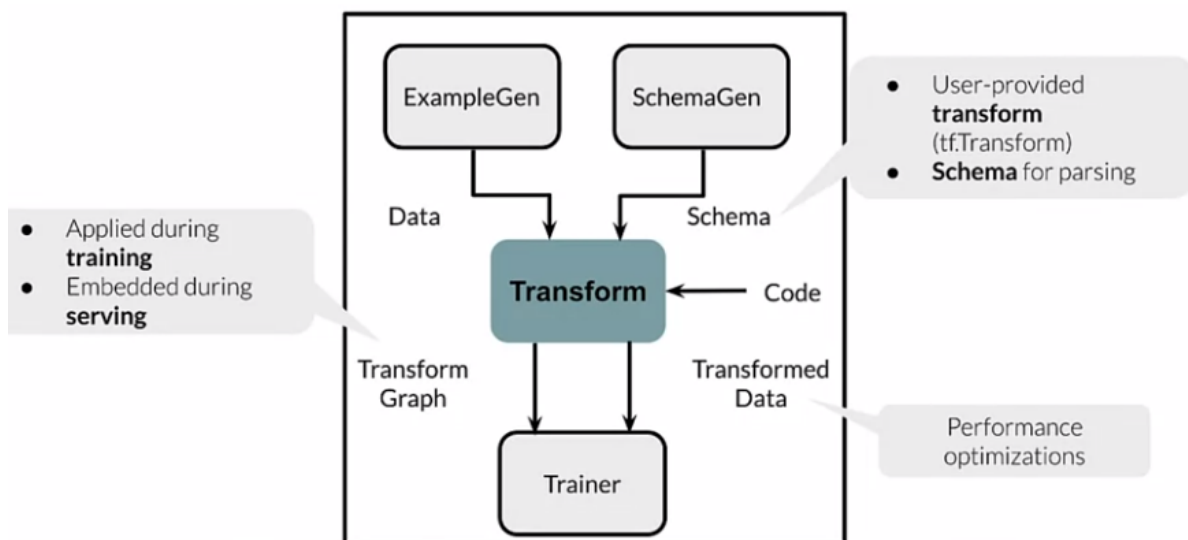 ExampleGen
SchemaGen
● User-provided
transform
(tf.Transform)
● Schema for parsing
Data
Schema
● Applied during
training
● Embedded during
serving
Transform
Code
Transform
Graph
Transformed
Data
Performance
optimizations
Trainer